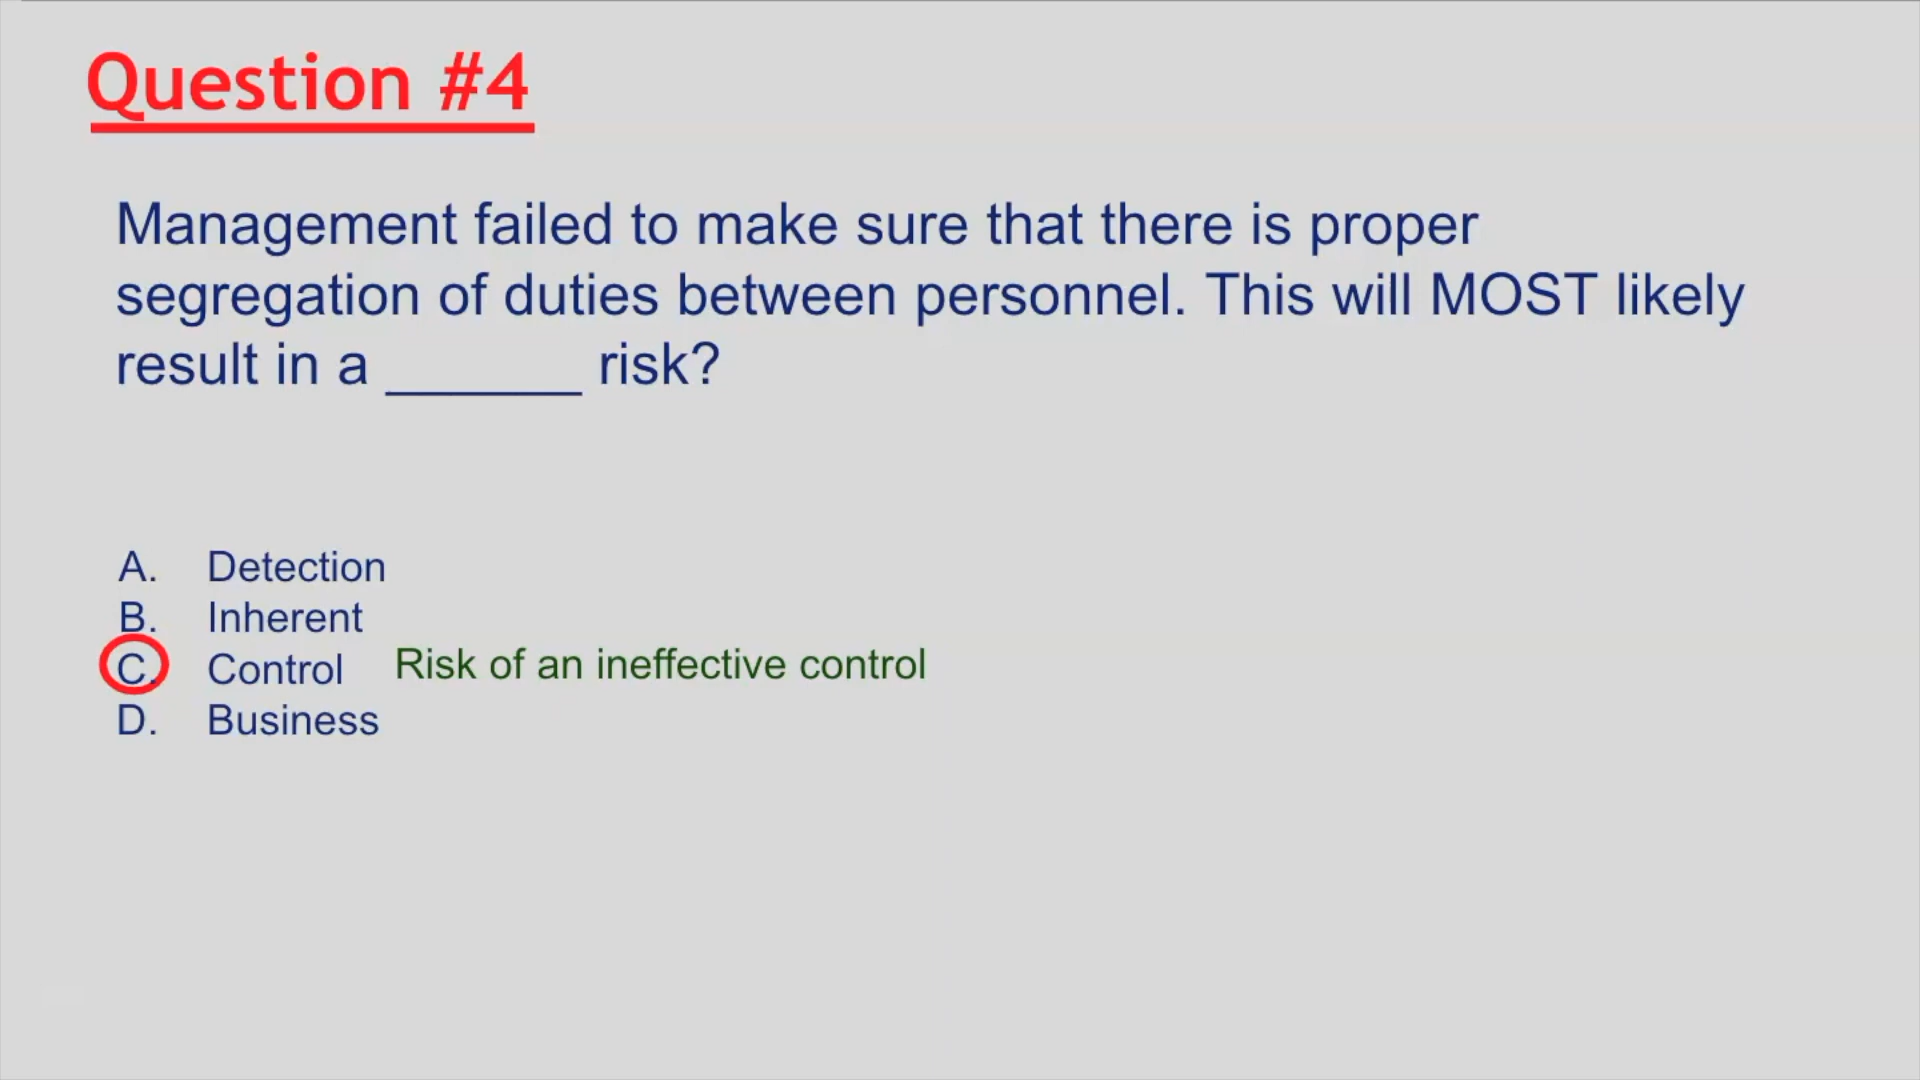 Question #4
Management failed to make sure that there is proper
segregation of duties between personnel. This will MOST likely
result in a ______ risk?
A. Detection
B. Inherent
C. Control Risk of an ineffective control
D. Business